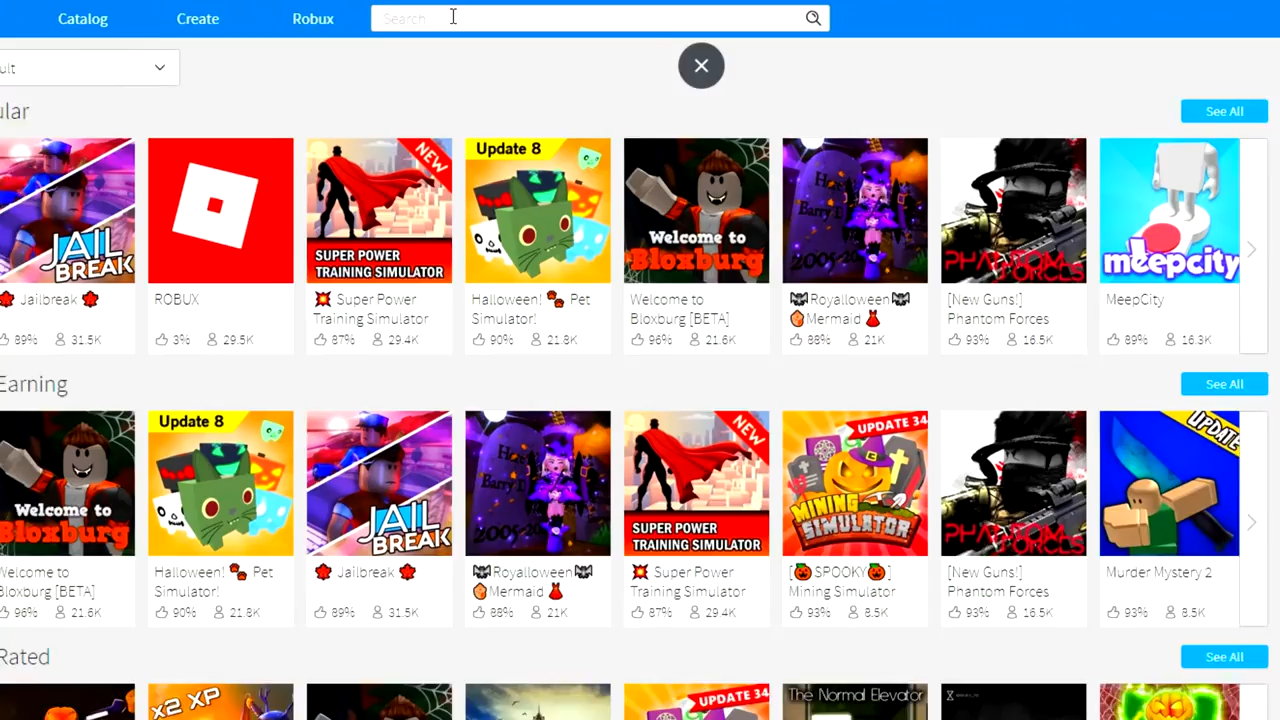 Catalog
Create
Robux
Search
ult
ular
See All
JAIL
BREAK
NEW
SUPER POWER
TRAINING SIMULATOR
Update 8
Welcome to
Bloxburg
PHANTOM
FORCES
meepcity
Jailbreak
ROBUX
Super Power
Training Simulator
Halloween! Pet
Simulator!
Welcome to
Bloxburg [BETA]
Royalloween
Mermaid
[New Guns!]
Phantom Forces
MeepCity
89% 31.5K
3% 29.5K
87% 29.4K
90% 21.8K
96% 21.6K
88% 21K
93% 16.5K
89% 16.3K
Earning
See All
Welcome to
Bloxburg
Update 8
JAIL
BREAK
NEW
SUPER POWER
TRAINING SIMULATOR
UPDATE 34
MINING
SIMULATOR
PHANTOM
FORCES
UPDATE
Welcome to
Bloxburg [BETA]
Halloween! Pet
Simulator!
Jailbreak
Royalloween
Mermaid
Super Power
Training Simulator
[SPOOKY]
Mining Simulator
[New Guns!]
Phantom Forces
Murder Mystery 2
96% 21.6K
90% 21.8K
89% 31.5K
88% 21K
87% 29.4K
93% 8.5K
93% 16.5K
93% 8.5K
Rated
See All
x2 XP
UPDATE 34
The Normal Elevator